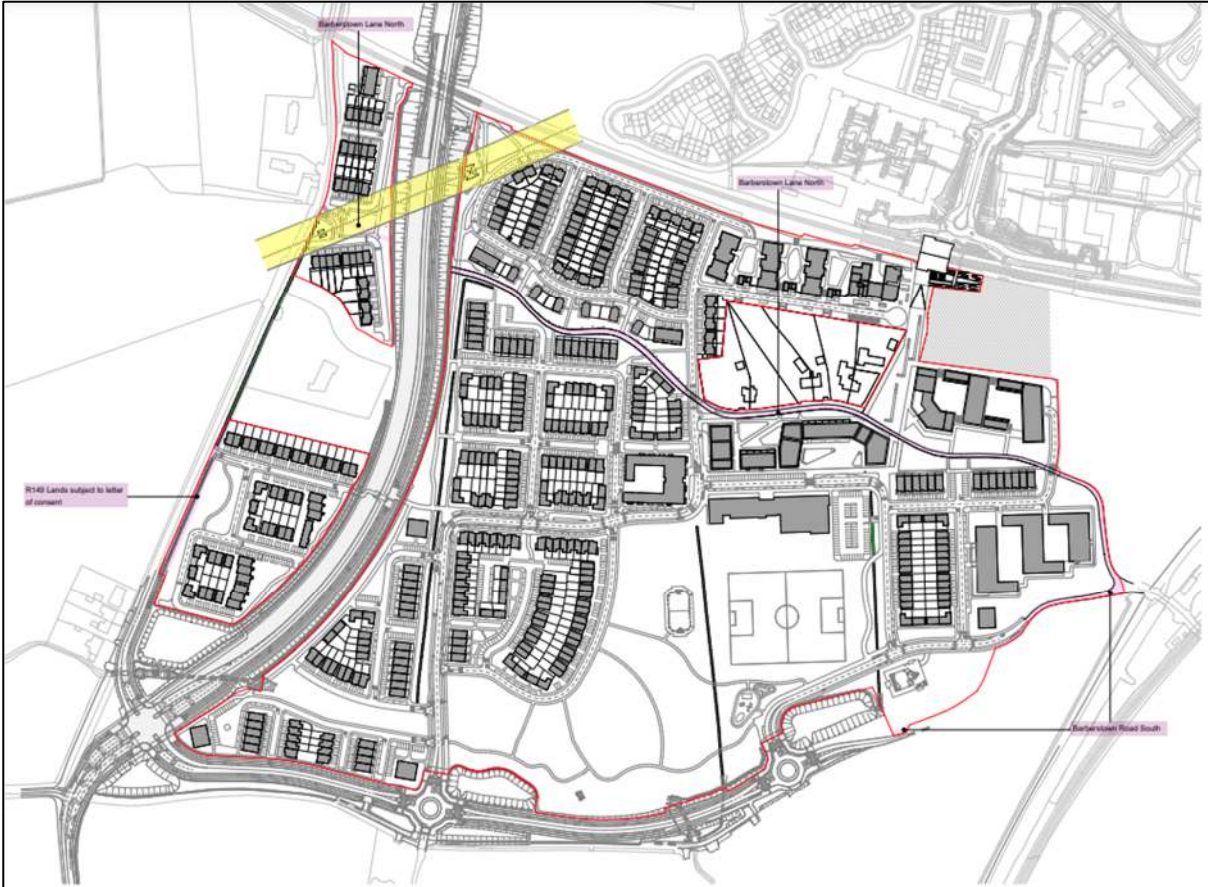 Barberstown Lane North
Barberstown Lane North
R149 Lands subject to letter
of consent
Barberstown Road South